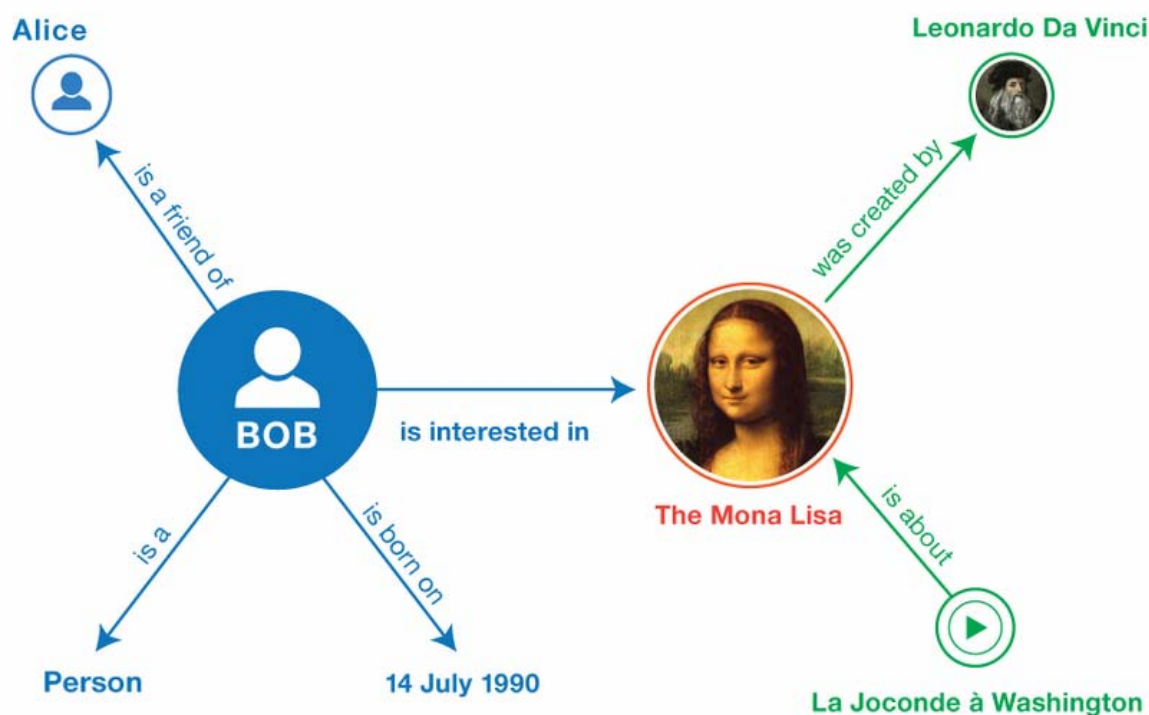 Alice
Leonardo Da Vinci
is a friend of
was created by
BOB
is interested in
The Mona Lisa
is a
is born on
is about
Person
14 July 1990
La Joconde à Washington